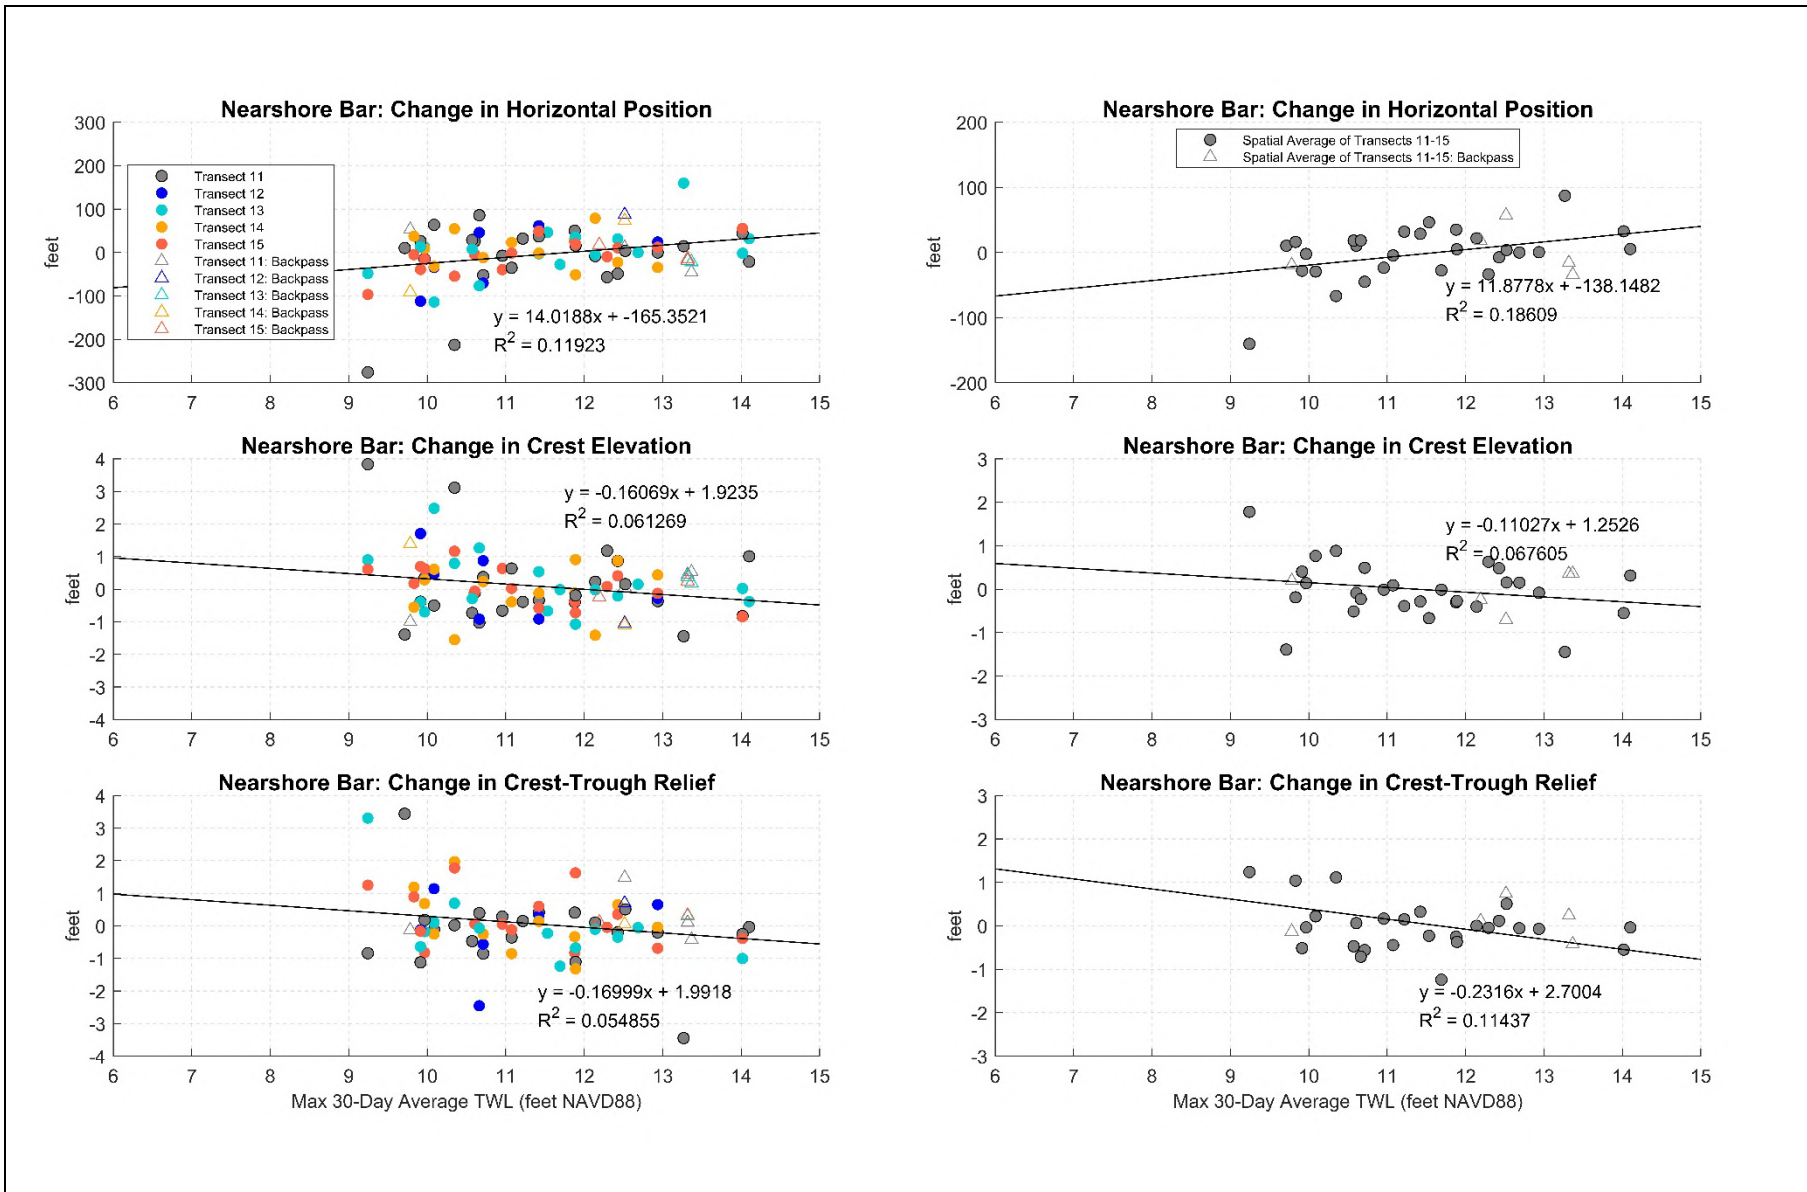 Nearshore Bar: Change in Horizontal Position
300
200
100
0
-100
-200
-300
feet
Transect 11
Transect 12
Transect 13
Transect 14
Transect 15
Transect 11: Backpass
Transect 12: Backpass
Transect 13: Backpass
Transect 14: Backpass
Transect 15: Backpass
y = 14.0188x + -165.3521
R2 = 0.11923
6 7 8 9 10 11 12 13 14 15
Nearshore Bar: Change in Horizontal Position
200
100
0
-100
-200
feet
Spatial Average of Transects 11-15
Spatial Average of Transects 11-15: Backpass
y = 11.8778x + -138.1482
R2 = 0.18609
6 7 8 9 10 11 12 13 14 15
Nearshore Bar: Change in Crest Elevation
4
3
2
1
0
-1
-2
-3
-4
feet
y = -0.16069x + 1.9235
R2 = 0.061269
6 7 8 9 10 11 12 13 14 15
Nearshore Bar: Change in Crest Elevation
3
2
1
0
-1
-2
-3
feet
y = -0.11027x + 1.2526
R2 = 0.067605
6 7 8 9 10 11 12 13 14 15
Nearshore Bar: Change in Crest-Trough Relief
4
3
2
1
0
-1
-2
-3
-4
feet
y = -0.16999x + 1.9918
R2 = 0.054855
6 7 8 9 10 11 12 13 14 15
Max 30-Day Average TWL (feet NAVD88)
Nearshore Bar: Change in Crest-Trough Relief
3
2
1
0
-1
-2
-3
feet
y = -0.2316x + 2.7004
R2 = 0.11437
6 7 8 9 10 11 12 13 14 15
Max 30-Day Average TWL (feet NAVD88)